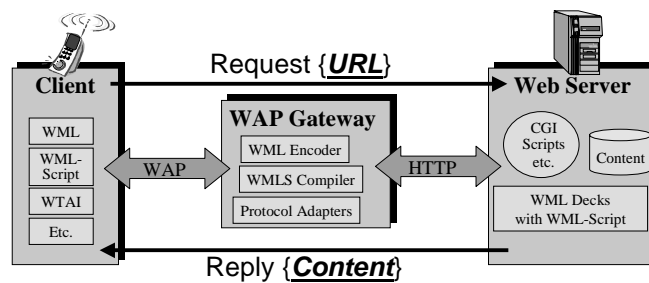 Request {URL}
Client
Web Server
WAP Gateway
WML
WML-
Script
WTAI
Etc.
WAP
WML Encoder
WMLS Compiler
Protocol Adapters
HTTP
CGI
Scripts
etc.
Content
WML Decks
with WML-Script
Reply {Content}